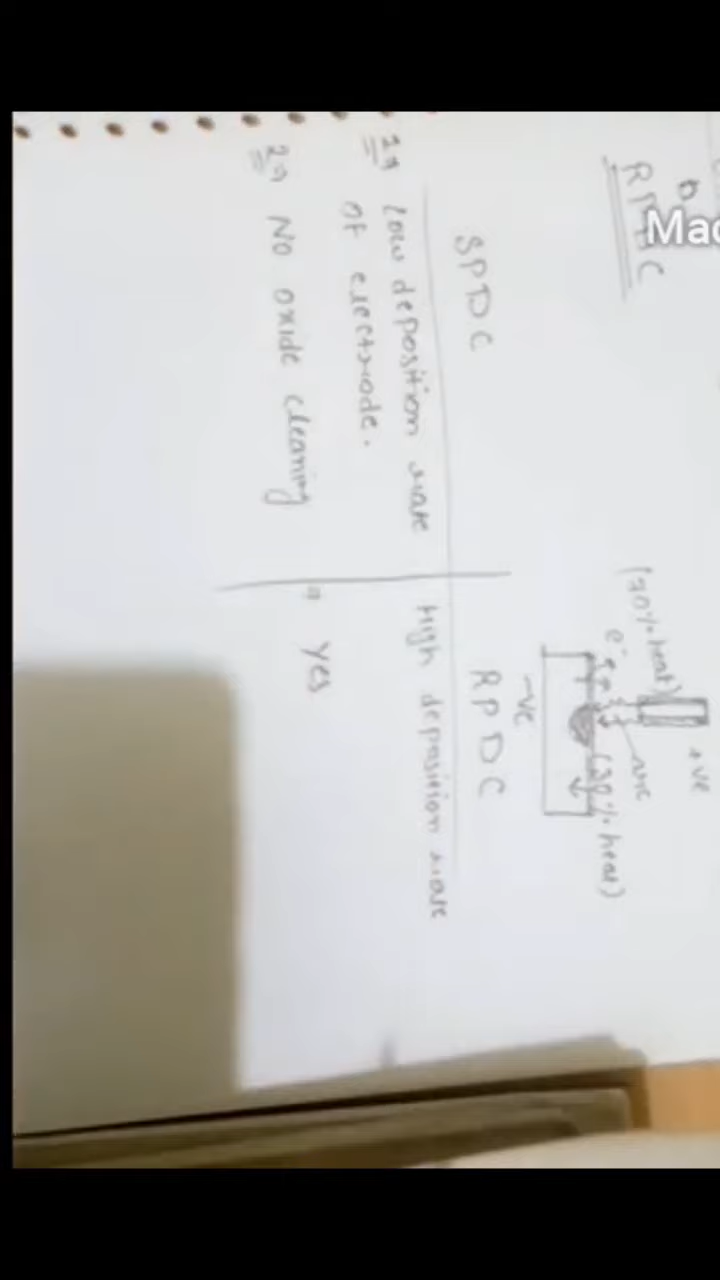 RPDC
Mac
+ve
(70% heat)
arc
e⁻
(30% heat)
-ve
SPDC RPDC
1 Low deposition rate High deposition rate
of electrode.
2 No oxide cleaning yes